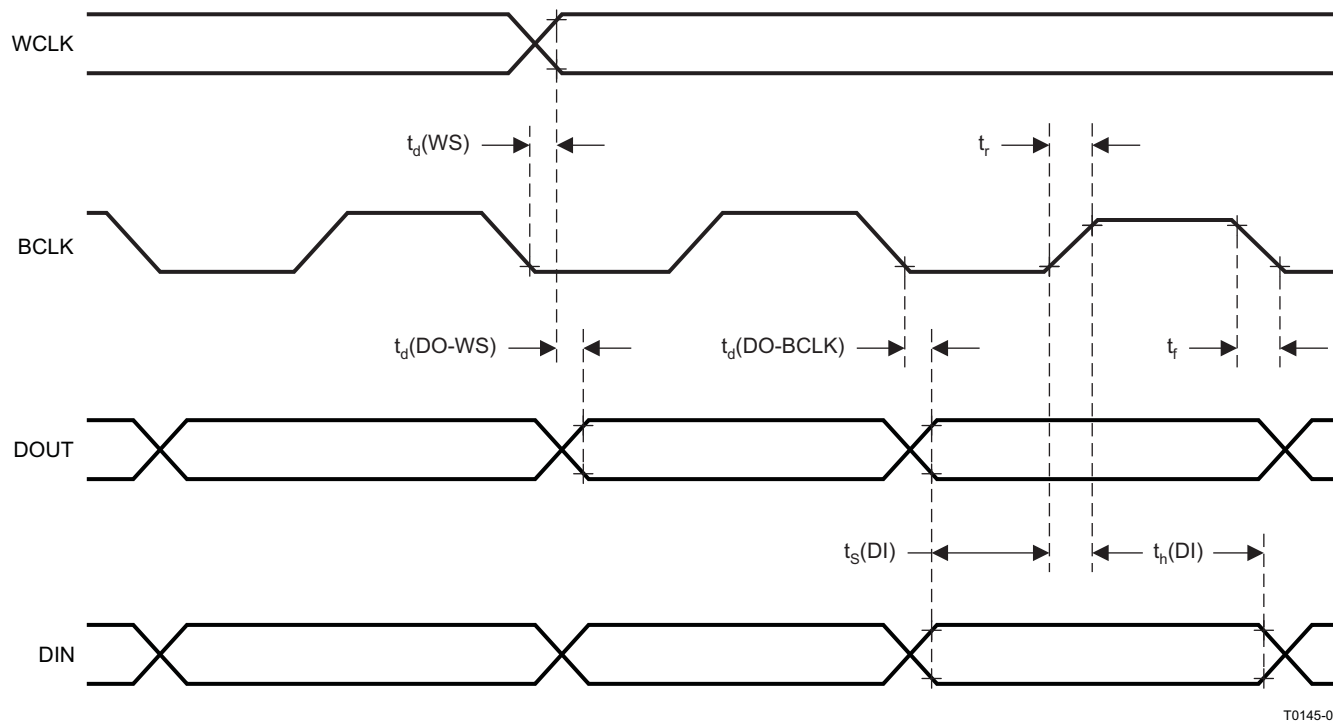 WCLK
td(WS)
tr
BCLK
td(DO-WS)
td(DO-BCLK)
tf
DOUT
tS(DI)
th(DI)
DIN
T0145-0